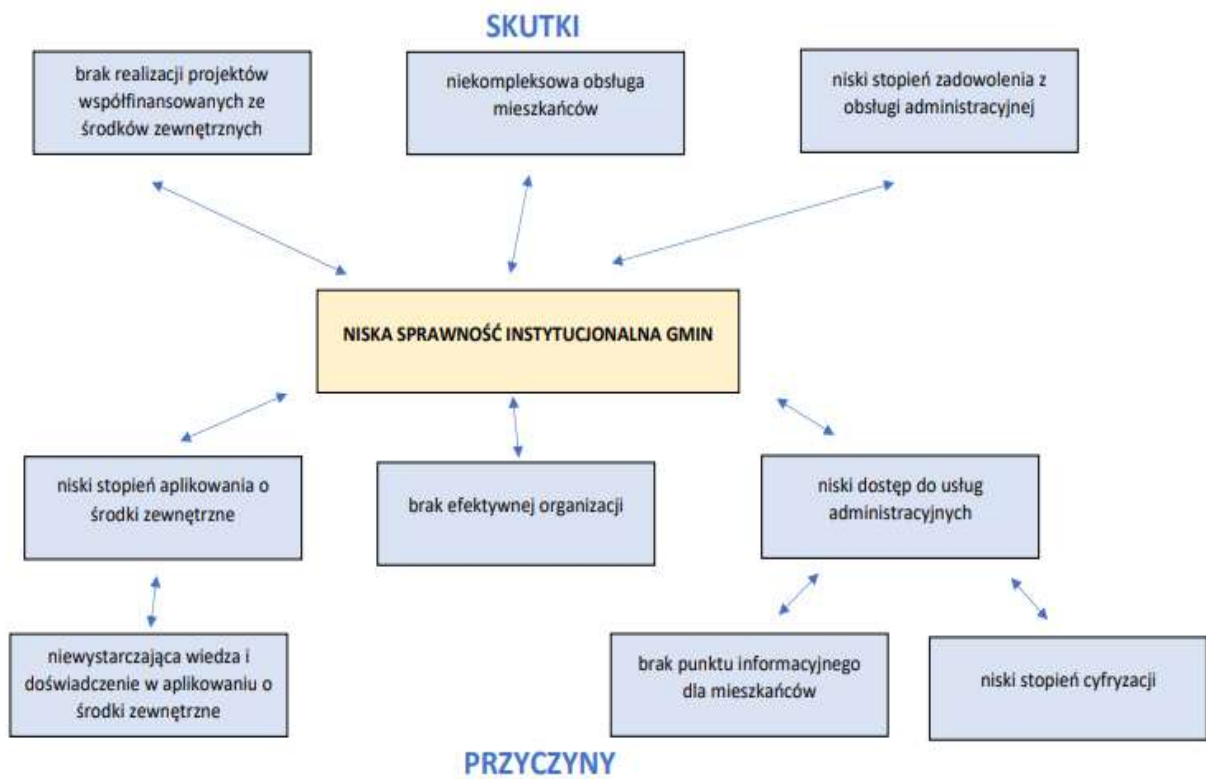 SKUTKI
brak realizacji projektów
współfinansowanych ze
środków zewnętrznych
niekompleksowa obsługa
mieszkańców
niski stopień zadowolenia z
obsługi administracyjnej
NISKA SPRAWNOŚĆ INSTYTUCJONALNA GMIN
niski stopień aplikowania o
środki zewnętrzne
brak efektywnej organizacji
niski dostęp do usług
administracyjnych
niewystarczająca wiedza i
doświadczenie w aplikowaniu o
środki zewnętrzne
brak punktu informacyjnego
dla mieszkańców
niski stopień cyfryzacji
PRZYCZYNY